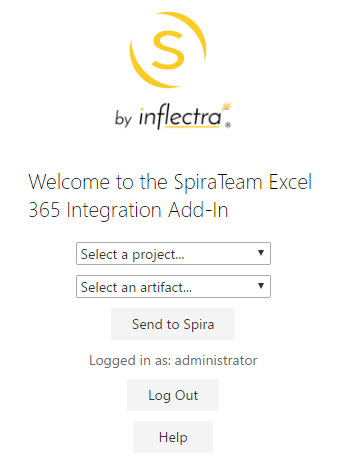 S
by inflectra®
Welcome to the SpiraTeam Excel
365 Integration Add-In
Select a project...
Select an artifact...
Send to Spira
Logged in as: administrator
Log Out
Help